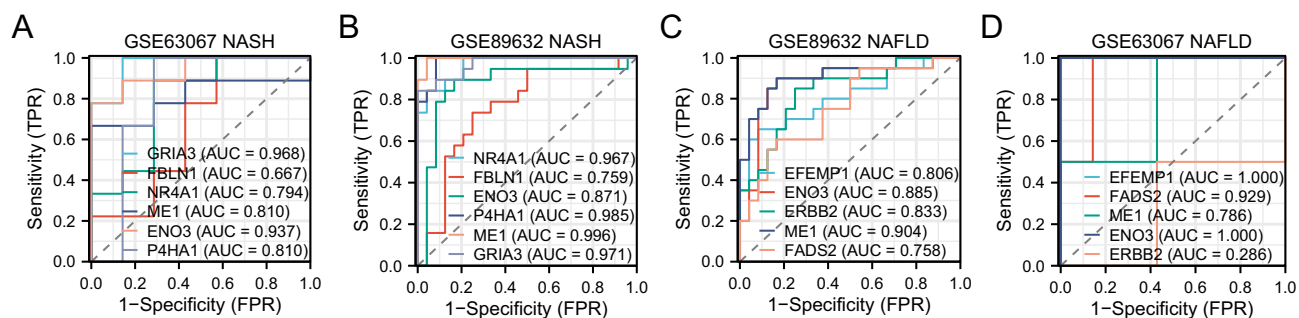 A
GSE63067 NASH
Sensitivity (TPR)
1.0
0.8
0.6
0.4
0.2
0.0
GRIA3 (AUC = 0.968)
FBLN1 (AUC = 0.667)
NR4A1 (AUC = 0.794)
ME1 (AUC = 0.810)
ENO3 (AUC = 0.937)
P4HA1 (AUC = 0.810)
0.0 0.2 0.4 0.6 0.8 1.0
1−Specificity (FPR)
B
GSE89632 NASH
Sensitivity (TPR)
1.0
0.8
0.6
0.4
0.2
0.0
NR4A1 (AUC = 0.967)
FBLN1 (AUC = 0.759)
ENO3 (AUC = 0.871)
P4HA1 (AUC = 0.985)
ME1 (AUC = 0.996)
GRIA3 (AUC = 0.971)
0.0 0.2 0.4 0.6 0.8 1.0
1−Specificity (FPR)
C
GSE89632 NAFLD
Sensitivity (TPR)
1.0
0.8
0.6
0.4
0.2
0.0
EFEMP1 (AUC = 0.806)
ENO3 (AUC = 0.885)
ERBB2 (AUC = 0.833)
ME1 (AUC = 0.904)
FADS2 (AUC = 0.758)
0.0 0.2 0.4 0.6 0.8 1.0
1−Specificity (FPR)
D
GSE63067 NAFLD
Sensitivity (TPR)
1.0
0.8
0.6
0.4
0.2
0.0
EFEMP1 (AUC = 1.000)
FADS2 (AUC = 0.929)
ME1 (AUC = 0.786)
ENO3 (AUC = 1.000)
ERBB2 (AUC = 0.286)
0.0 0.2 0.4 0.6 0.8 1.0
1−Specificity (FPR)